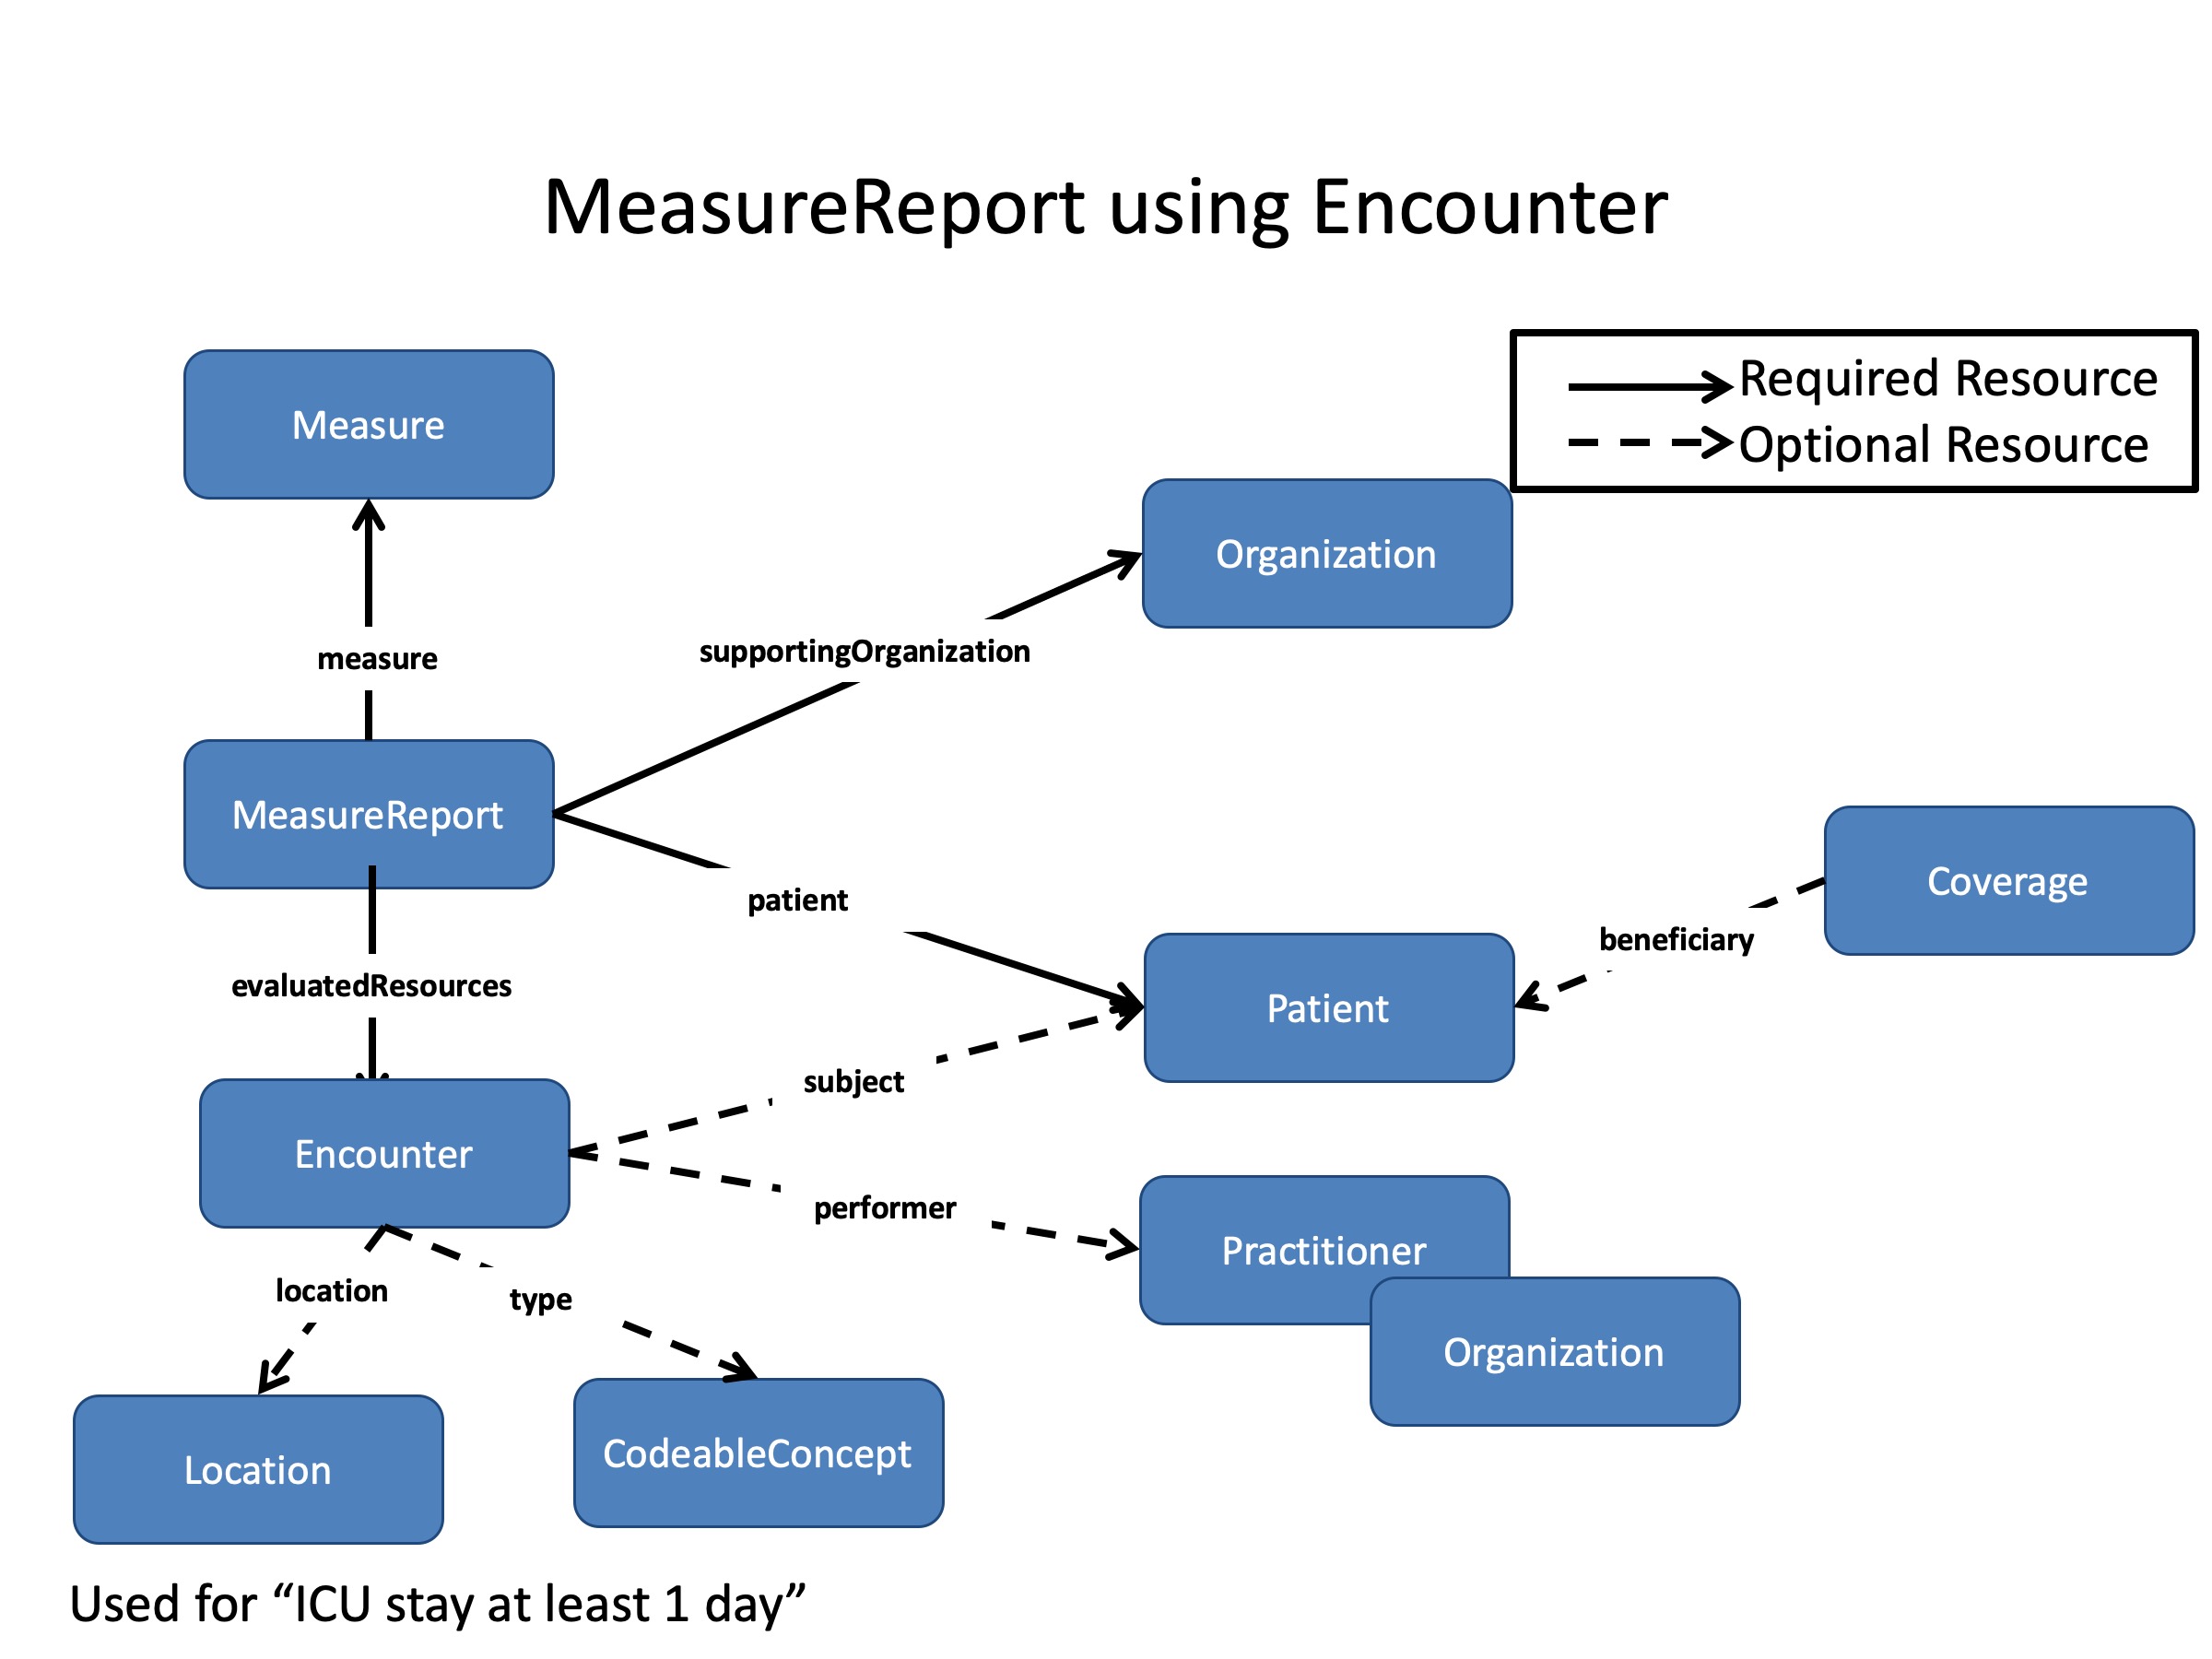 MeasureReport using Encounter
Required Resource
Optional Resource
Measure
Organization
measure
supportingOrganization
MeasureReport
patient
Coverage
beneficiary
evaluatedResources
Patient
subject
Encounter
performer
Practitioner
location
type
Organization
CodeableConcept
Location
Used for “ICU stay at least 1 day”